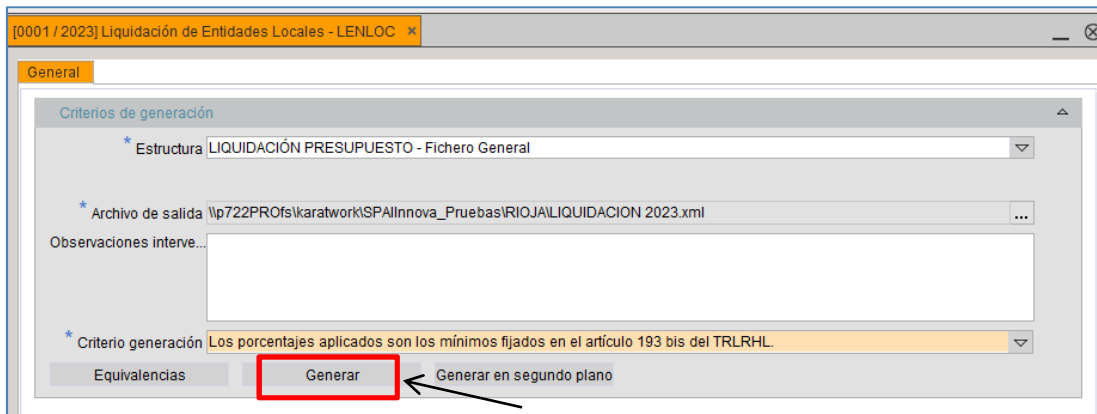 [0001 / 2023] Liquidación de Entidades Locales - LENLOC ×
General
Criterios de generación
* Estructura LIQUIDACIÓN PRESUPUESTO - Fichero General
* Archivo de salida \\p722PROfs\karatwork\SPAIInnova_Pruebas\RIOJA\LIQUIDACION 2023.xml ...
Observaciones interve...
* Criterio generación Los porcentajes aplicados son los mínimos fijados en el artículo 193 bis del TRLRHL.
Equivalencias Generar Generar en segundo plano